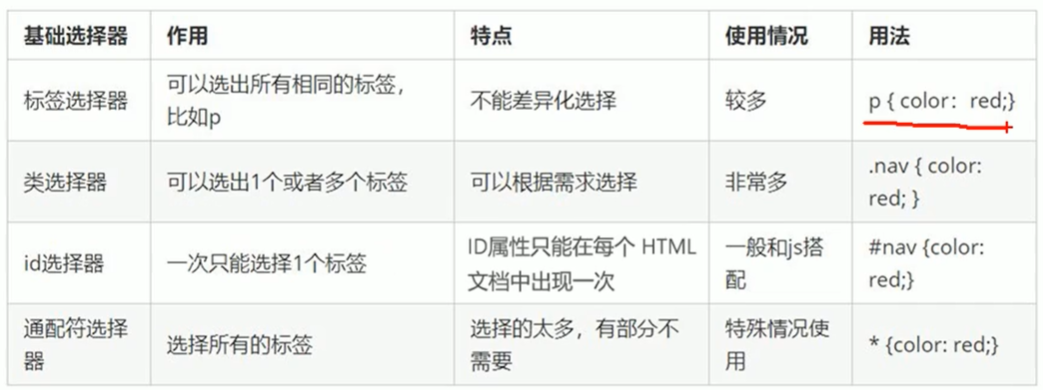 基础选择器 作用 特点 使用情况 用法
标签选择器 可以选出所有相同的标签，
比如p 不能差异化选择 较多 p { color：red;}
类选择器 可以选出1个或者多个标签 可以根据需求选择 非常多 .nav { color:
red; }
id选择器 一次只能选择1个标签 ID属性只能在每个 HTML
文档中出现一次 一般和js搭
配 #nav {color:
red;}
通配符选择
器 选择所有的标签 选择的太多，有部分不
需要 特殊情况使
用 * {color: red;}